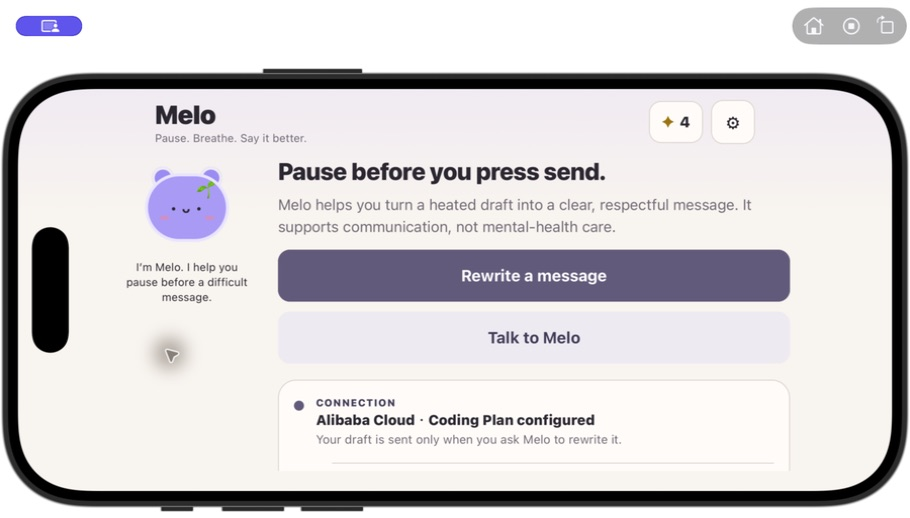 Melo
Pause. Breathe. Say it better.
4
Pause before you press send.
Melo helps you turn a heated draft into a clear, respectful message. It
supports communication, not mental-health care.
I'm Melo. I help you
pause before a difficult
message.
Rewrite a message
Talk to Melo
CONNECTION
Alibaba Cloud · Coding Plan configured
Your draft is sent only when you ask Melo to rewrite it.